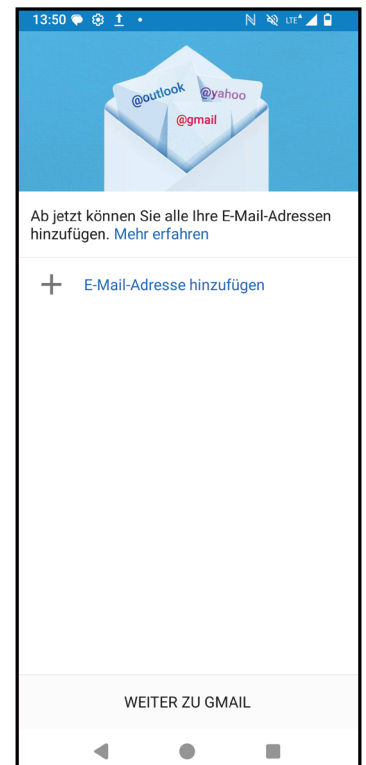 13:50 LTE
@outlook @yahoo
@gmail
Ab jetzt können Sie alle Ihre E-Mail-Adressen
hinzufügen. Mehr erfahren
E-Mail-Adresse hinzufügen
WEITER ZU GMAIL